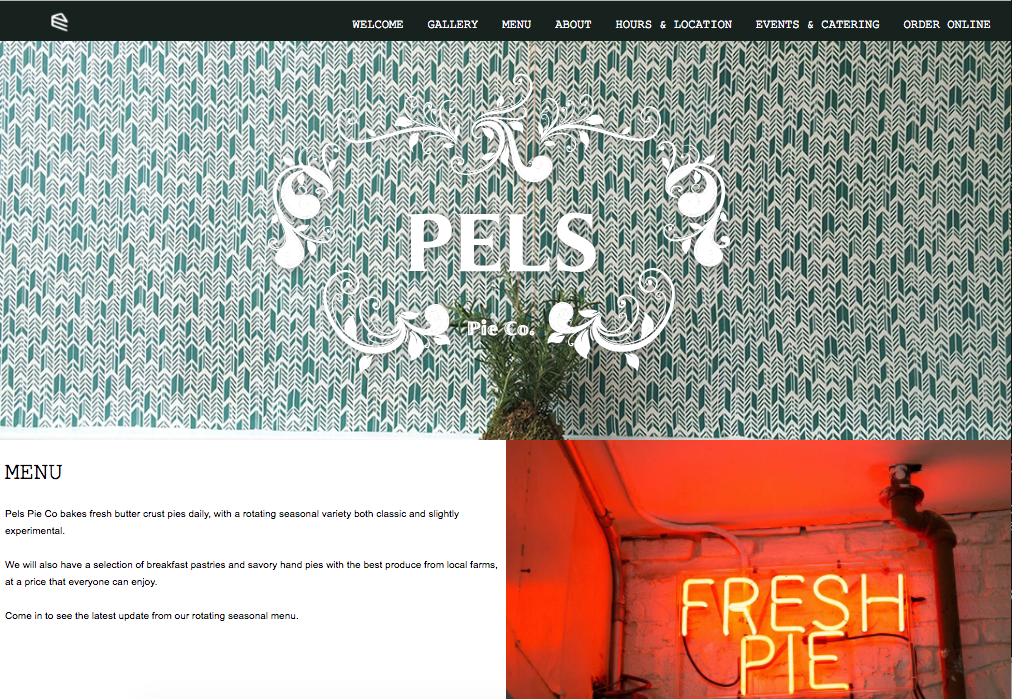 WELCOME GALLERY MENU ABOUT HOURS & LOCATION EVENTS & CATERING ORDER ONLINE
PELS
Pie Co.
MENU
Pels Pie Co bakes fresh butter crust pies daily, with a rotating seasonal variety both classic and slightly
experimental.
We will also have a selection of breakfast pastries and savory hand pies with the best produce from local farms,
at a price that everyone can enjoy.
Come in to see the latest update from our rotating seasonal menu.
FRESH
PIE